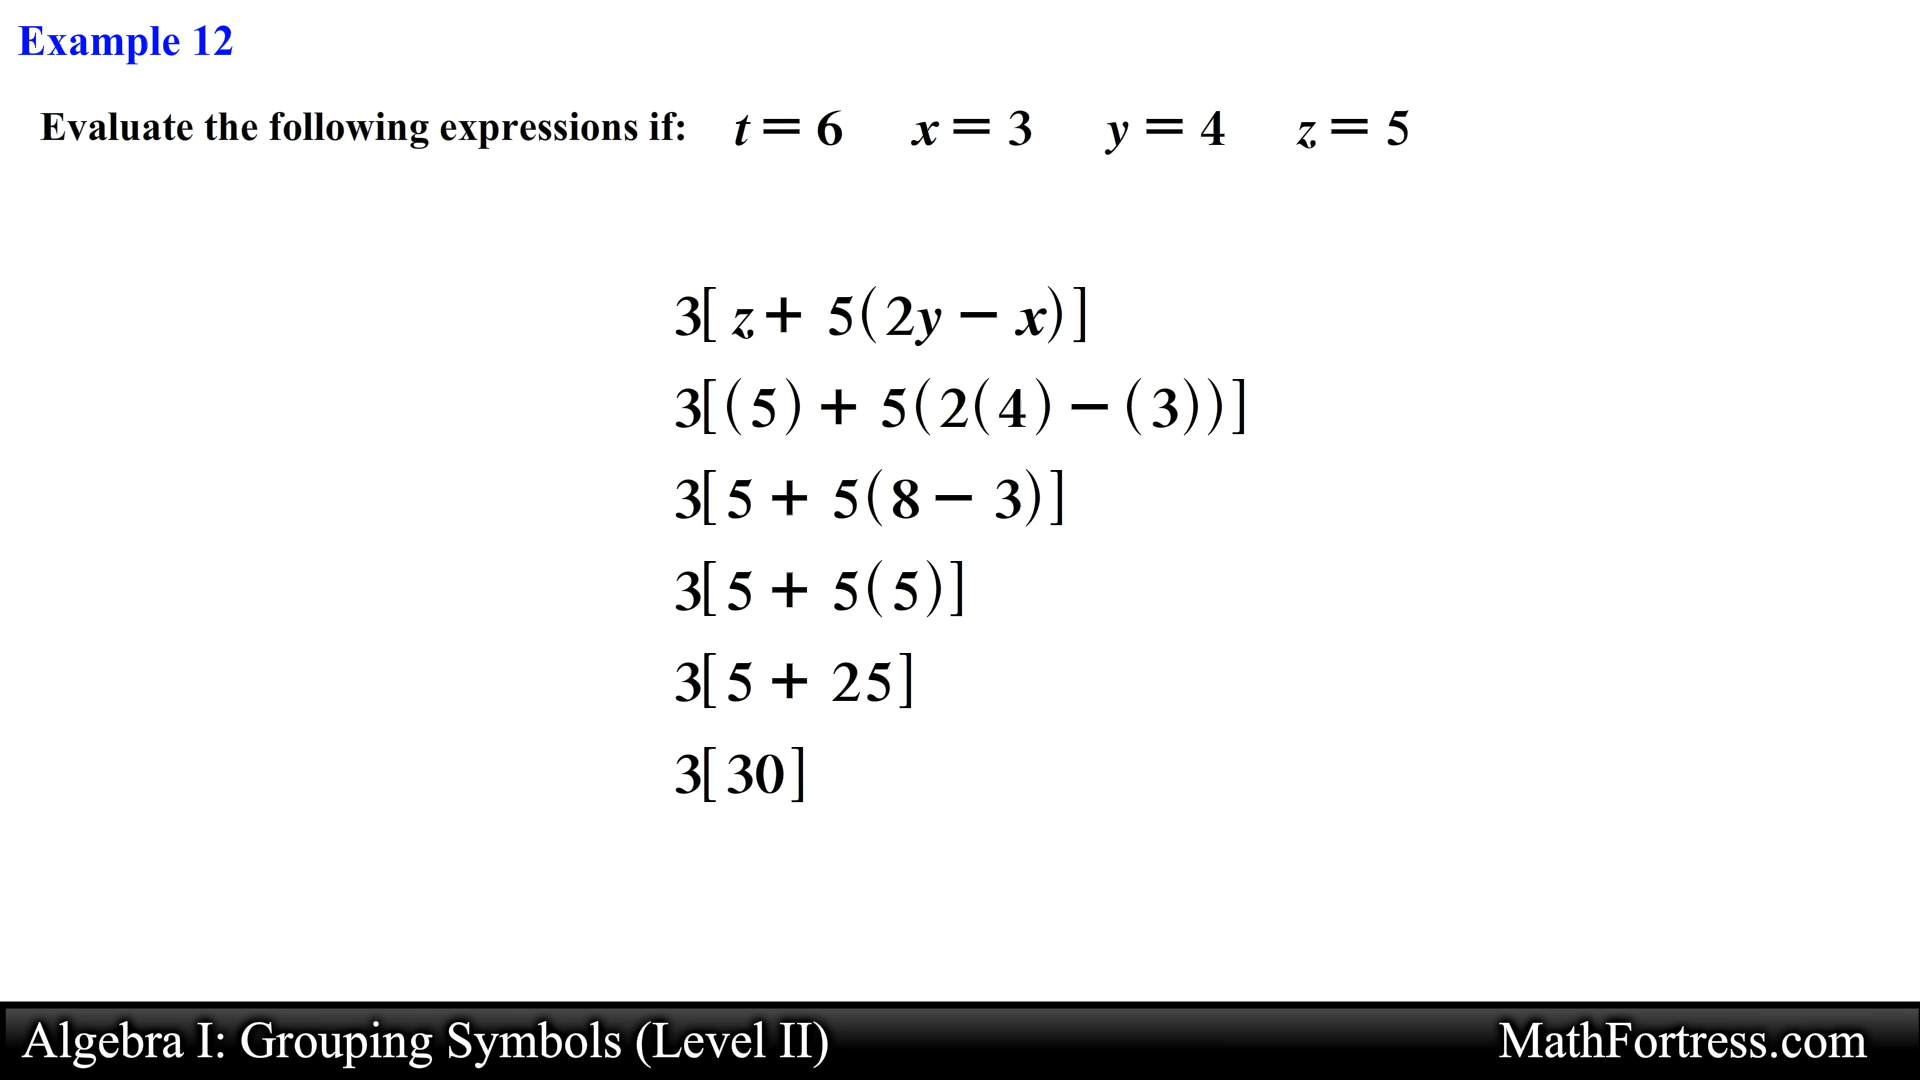 Example 12
Evaluate the following expressions if: t = 6 x = 3 y = 4 z = 5
3[ z + 5(2y − x)]
3[(5) + 5(2(4) − (3))]
3[5 + 5(8 − 3)]
3[5 + 5(5)]
3[5 + 25]
3[30]
Algebra I: Grouping Symbols (Level II) MathFortress.com